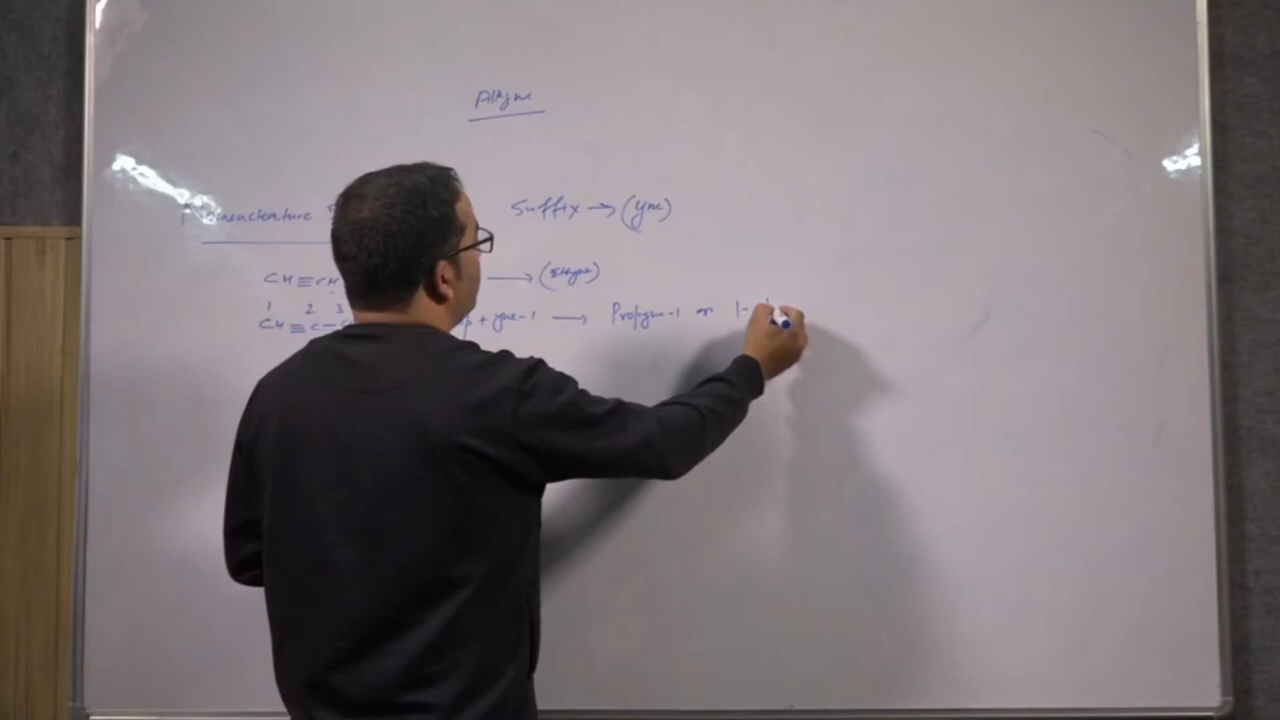 Alkyne
Nomenclature Suffix → (yne)
CH≡CH → (Ethyne)
1 2 3
CH≡C-C p + yne-1 → Propyne-1 or 1-